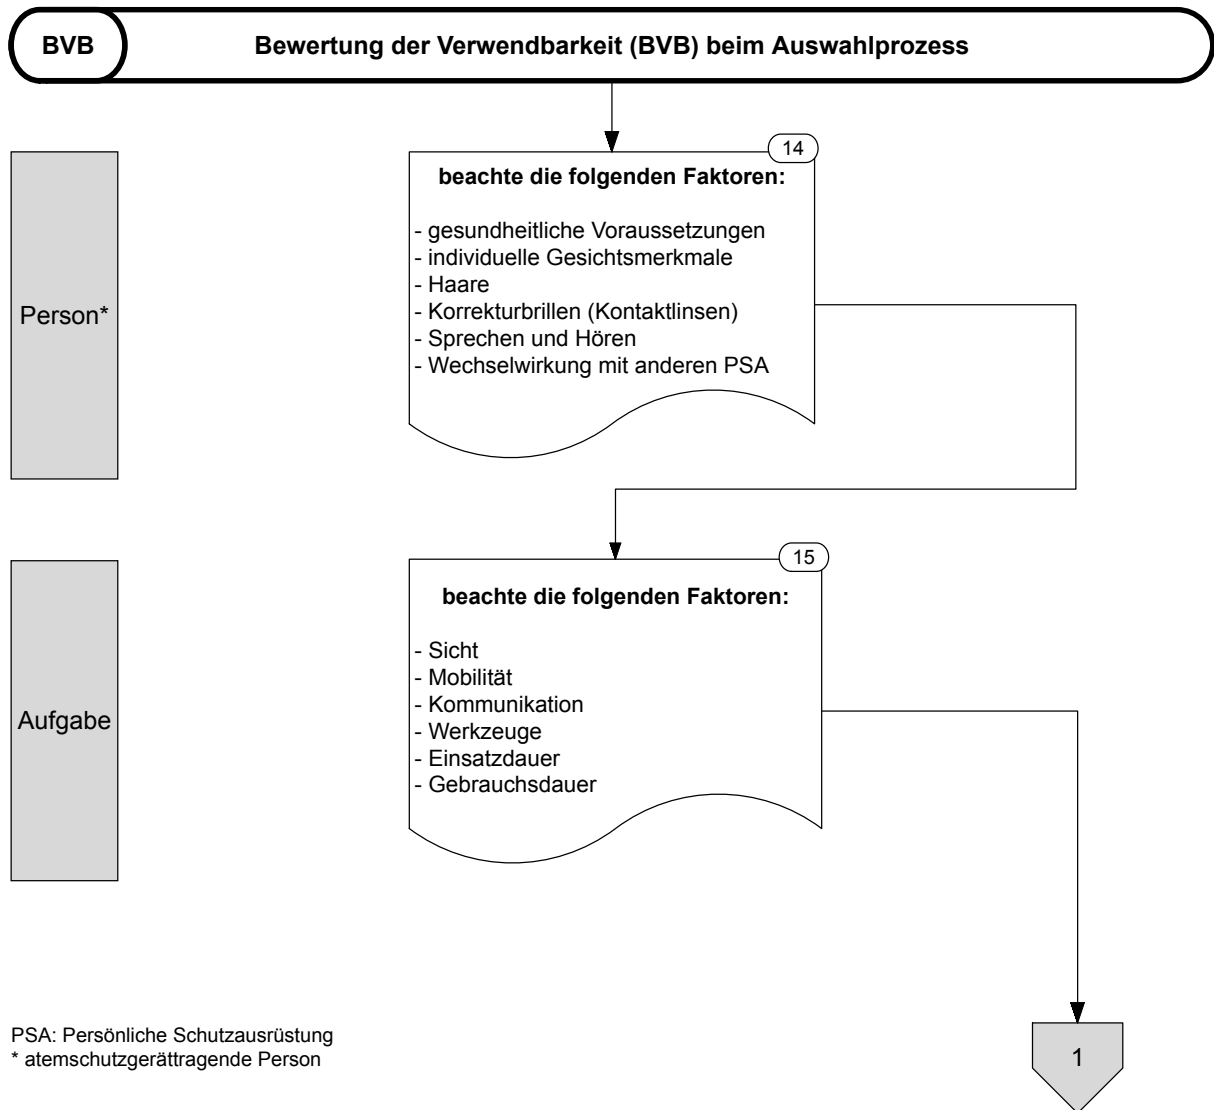 BVB
Bewertung der Verwendbarkeit (BVB) beim Auswahlprozess
Person*
14
beachte die folgenden Faktoren:
- gesundheitliche Voraussetzungen
- individuelle Gesichtsmerkmale
- Haare
- Korrekturbrillen (Kontaktlinsen)
- Sprechen und Hören
- Wechselwirkung mit anderen PSA
Aufgabe
15
beachte die folgenden Faktoren:
- Sicht
- Mobilität
- Kommunikation
- Werkzeuge
- Einsatzdauer
- Gebrauchsdauer
PSA: Persönliche Schutzausrüstung
* atemschutzgerättragende Person
1